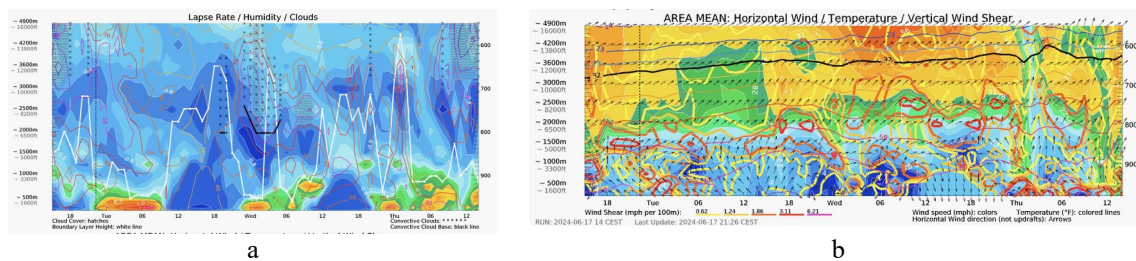 Lapse Rate / Humidity / Clouds
~ 4900m
~ 16000ft
~ 4200m
~ 13800ft
~ 3600m
~ 12000ft
~ 3000m
~ 10000ft
~ 2500m
~ 8200ft
~ 2000m
~ 6500ft
~ 1500m
~ 5000ft
~ 1000m
~ 3300ft
~ 500m
~ 1600ft
600
700
800
900
18 Tue 06 12 18 Wed 06 12 18 Thu 06 12
Cloud Cover: hatches
Boundary Layer Height: white line
Convective Clouds: * * * * * *
Convective Cloud Base: black line
a
AREA MEAN: Horizontal Wind / Temperature / Vertical Wind Shear
~ 4900m
~ 16000ft
~ 4200m
~ 13800ft
~ 3600m
~ 12000ft
~ 3000m
~ 10000ft
~ 2500m
~ 8200ft
~ 2000m
~ 6500ft
~ 1500m
~ 5000ft
~ 1000m
~ 3300ft
~ 500m
~ 1600ft
32
28
600
700
800
900
18 Tue 06 12 18 Wed 06 12 18 Thu 06 12
Wind Shear (mph per 100m): 0.62 1.24 1.86 3.11 6.21
Wind speed (mph): colors Temperature (°F): colored lines
Horizontal Wind direction (not updrafts): Arrows
RUN: 2024-06-17 14 CEST Last Update: 2024-06-17 21:26 CEST
b